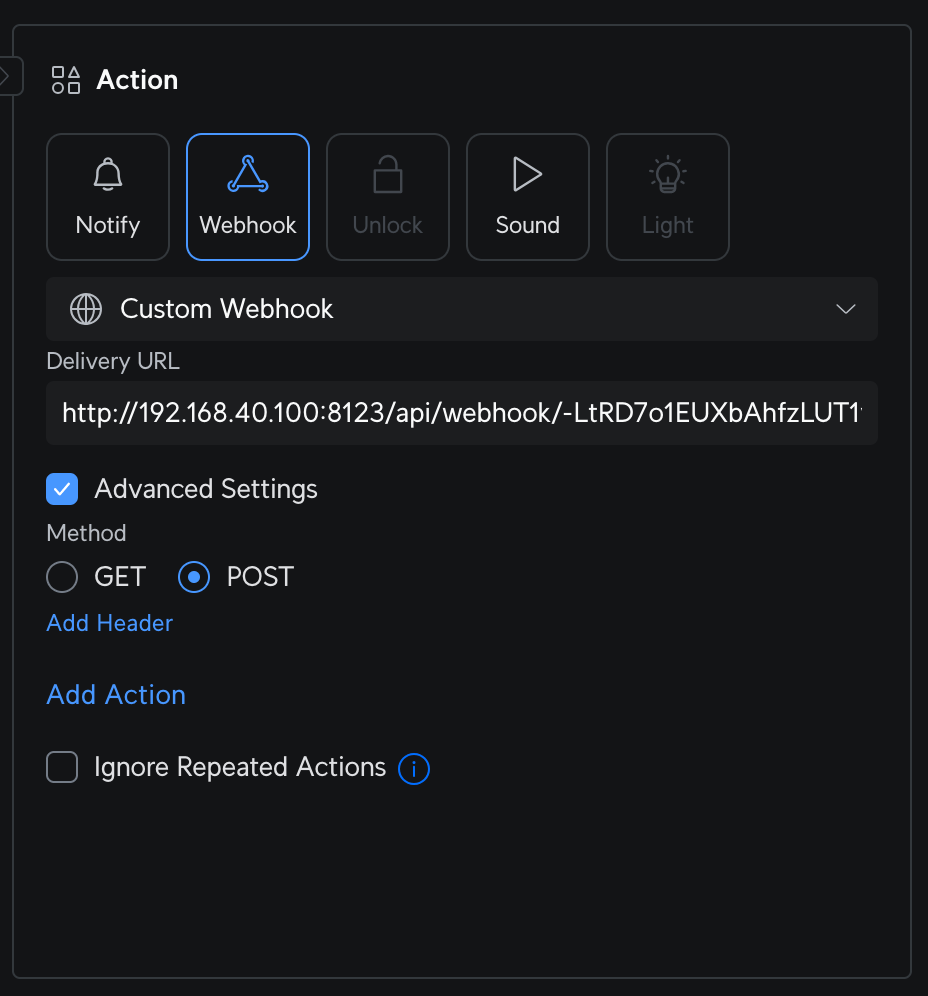 Action
Notify Webhook Unlock Sound Light
Custom Webhook
Delivery URL
http://192.168.40.100:8123/api/webhook/-LtRD7o1EUXbAhfzLUT1
Advanced Settings
Method
GET POST
Add Header
Add Action
Ignore Repeated Actions